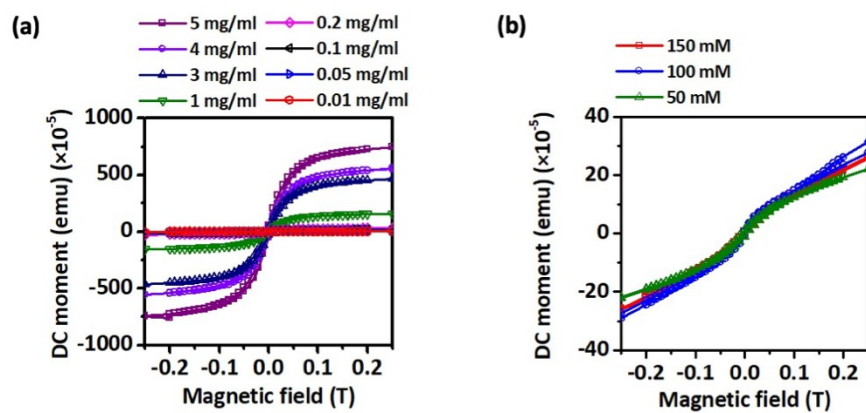 (a)
5 mg/ml 0.2 mg/ml
4 mg/ml 0.1 mg/ml
3 mg/ml 0.05 mg/ml
1 mg/ml 0.01 mg/ml
DC moment (emu) (×10⁻⁵)
1000
500
0
-500
-1000
-0.2 -0.1 0.0 0.1 0.2
Magnetic field (T)
(b)
150 mM
100 mM
50 mM
DC moment (emu) (×10⁻⁵)
40
20
0
-20
-40
-0.2 -0.1 0.0 0.1 0.2
Magnetic field (T)